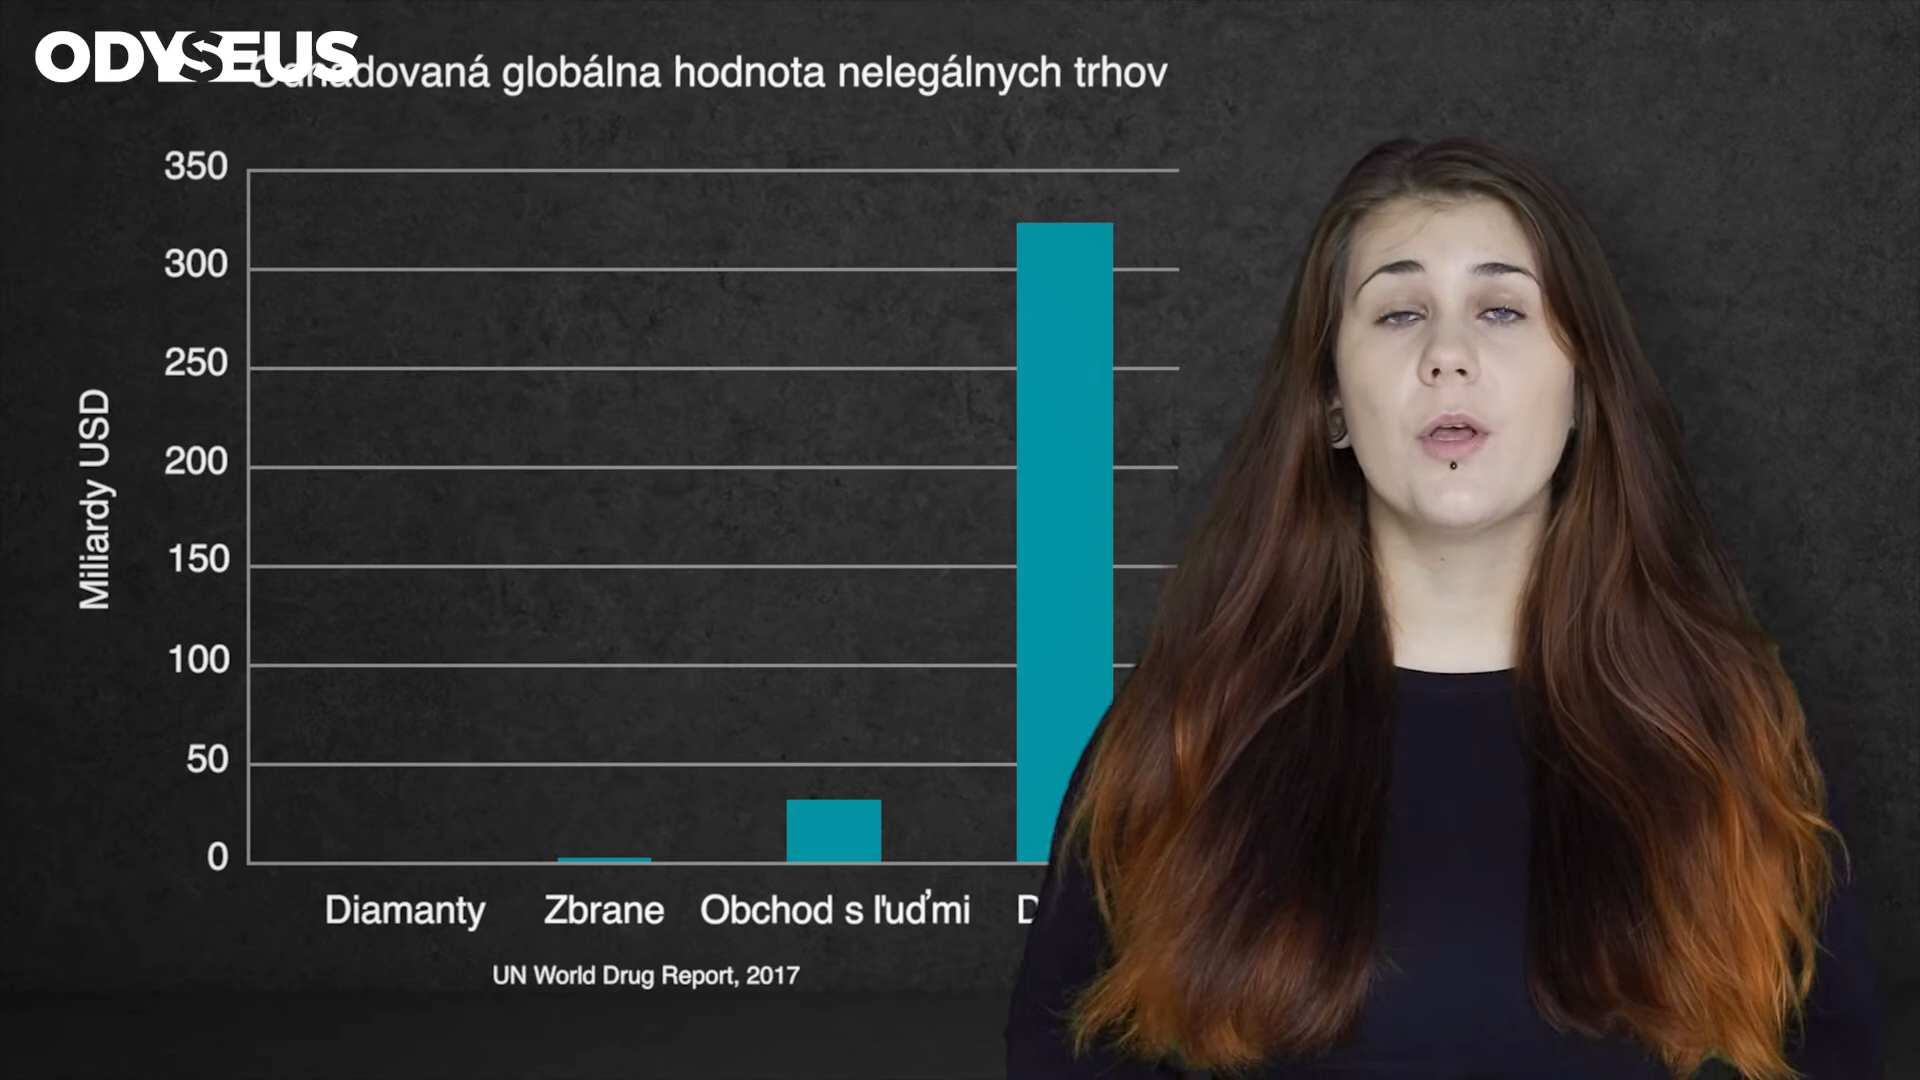 ODYSEUS
globálna hodnota nelegálnych trhov
350
300
250
200
150
100
50
0
Miliardy USD
Diamanty Zbrane Obchod s ľuďmi
UN World Drug Report, 2017